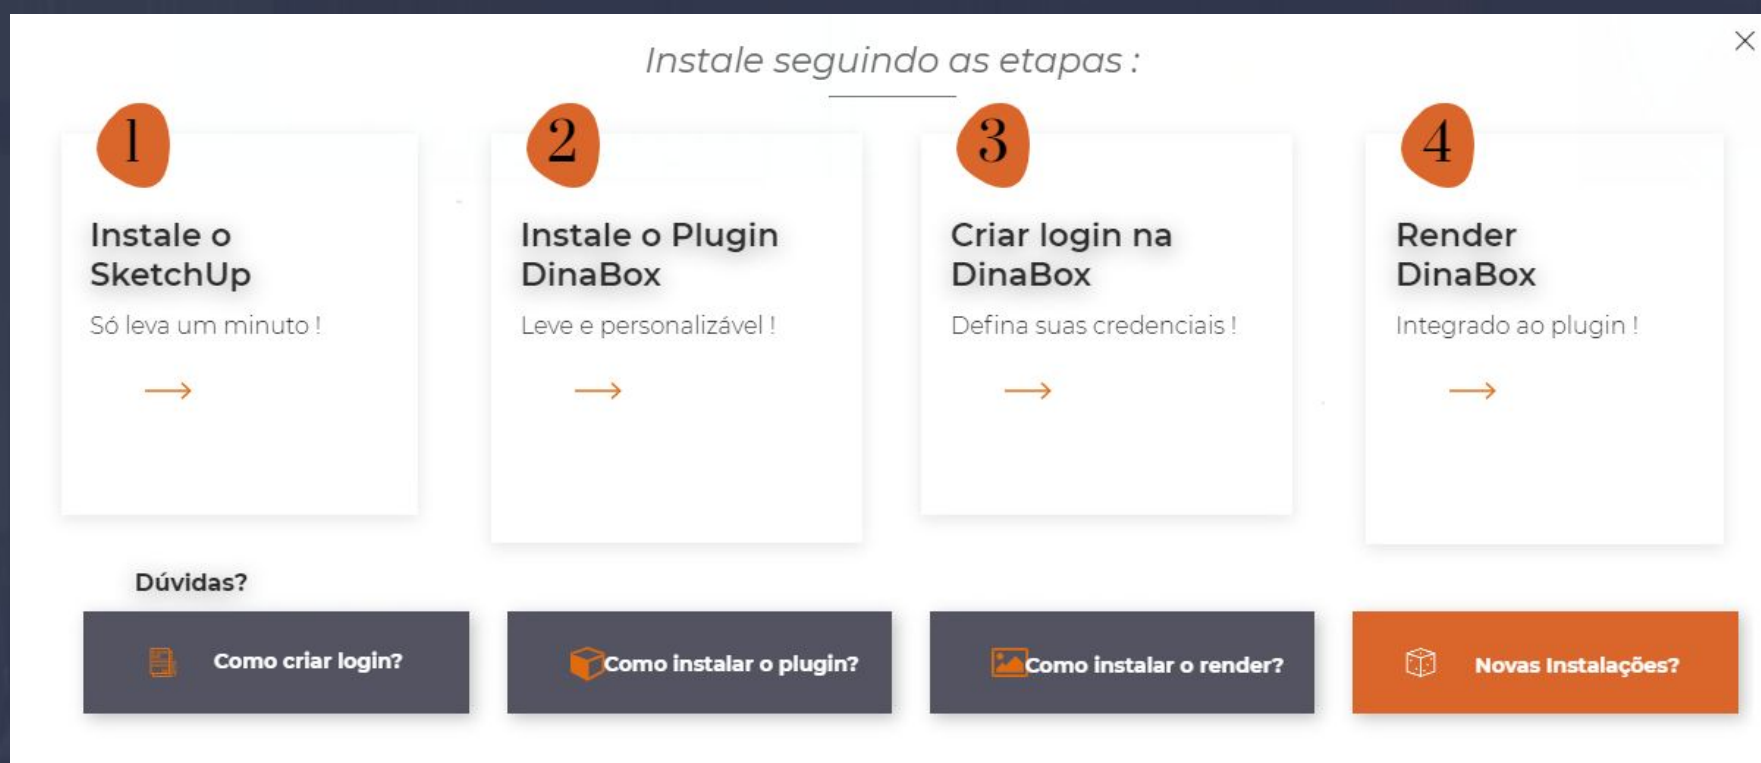 Instale seguindo as etapas :
1
Instale o
SketchUp
Só leva um minuto !
2
Instale o Plugin
DinaBox
Leve e personalizável !
3
Criar login na
DinaBox
Defina suas credenciais !
4
Render
DinaBox
Integrado ao plugin !
Dúvidas?
Como criar login?
Como instalar o plugin?
Como instalar o render?
Novas Instalações?